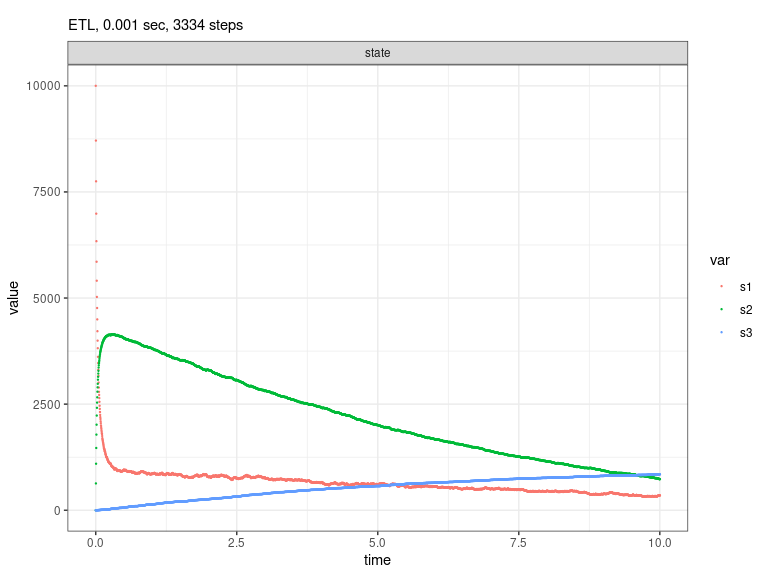 ETL, 0.001 sec, 3334 steps
state
10000
7500
5000
2500
0
value
0.0
2.5
5.0
7.5
10.0
time
var
s1
s2
s3